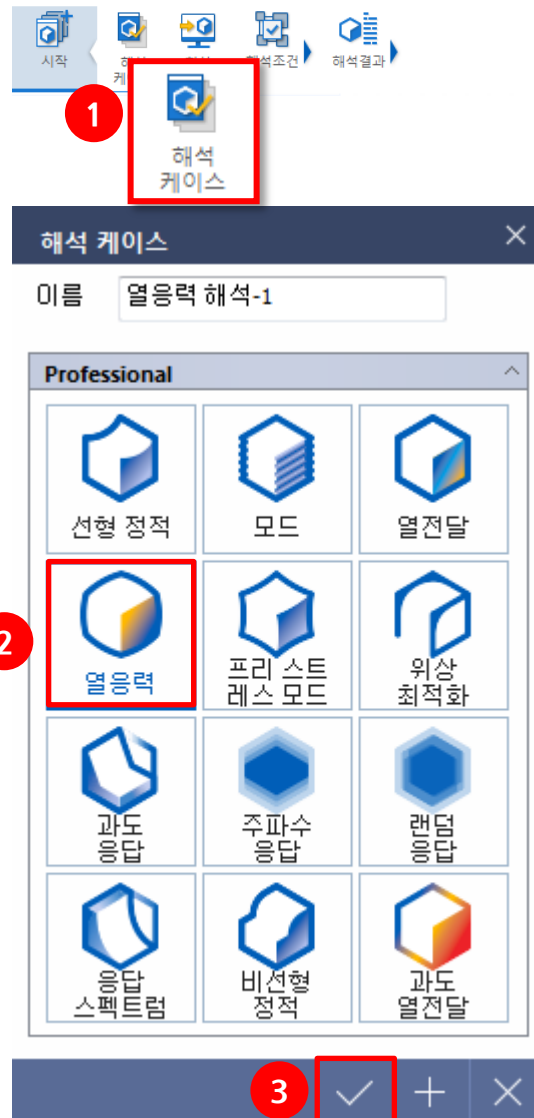 시작
해석조건
해석결과
1
해석
케이스
해석 케이스
이름
열응력 해석-1
Professional
선형 정적
모드
열전달
2
열응력
프리 스트
레스 모드
위상
최적화
과도
응답
주파수
응답
랜덤
응답
응답
스펙트럼
비선형
정적
과도
열전달
3